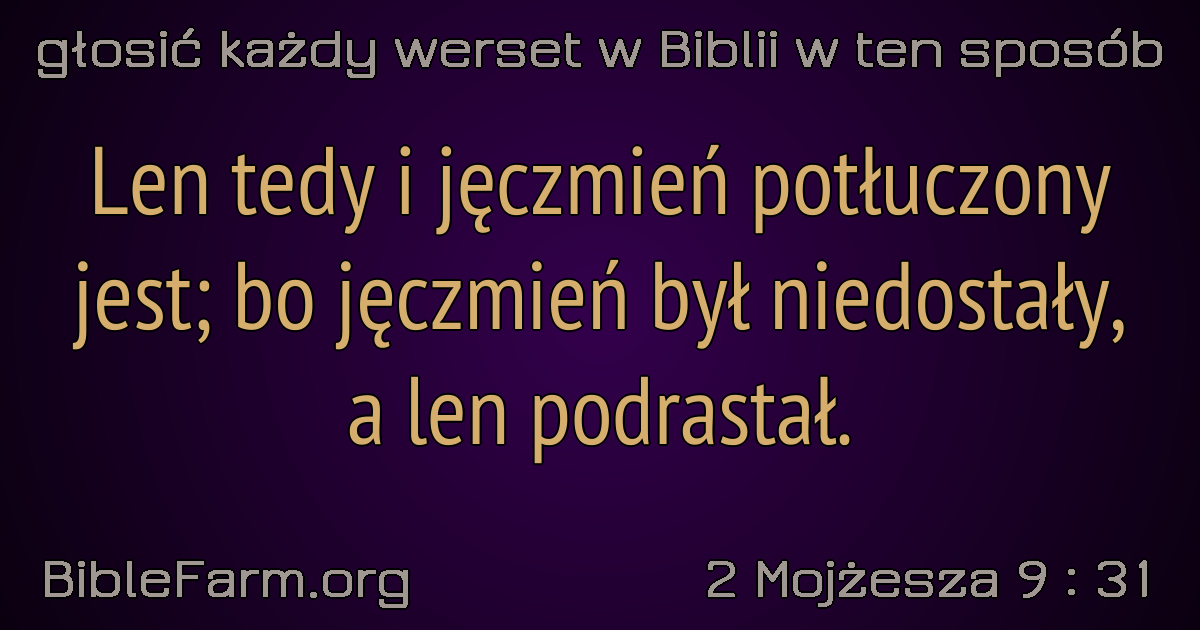 głosić każdy werset w Biblii w ten sposób
Len tedy i jęczmień potłuczony
jest; bo jęczmień był niedostały,
a len podrastał.
BibleFarm.org
2 Mojżesza 9 : 31